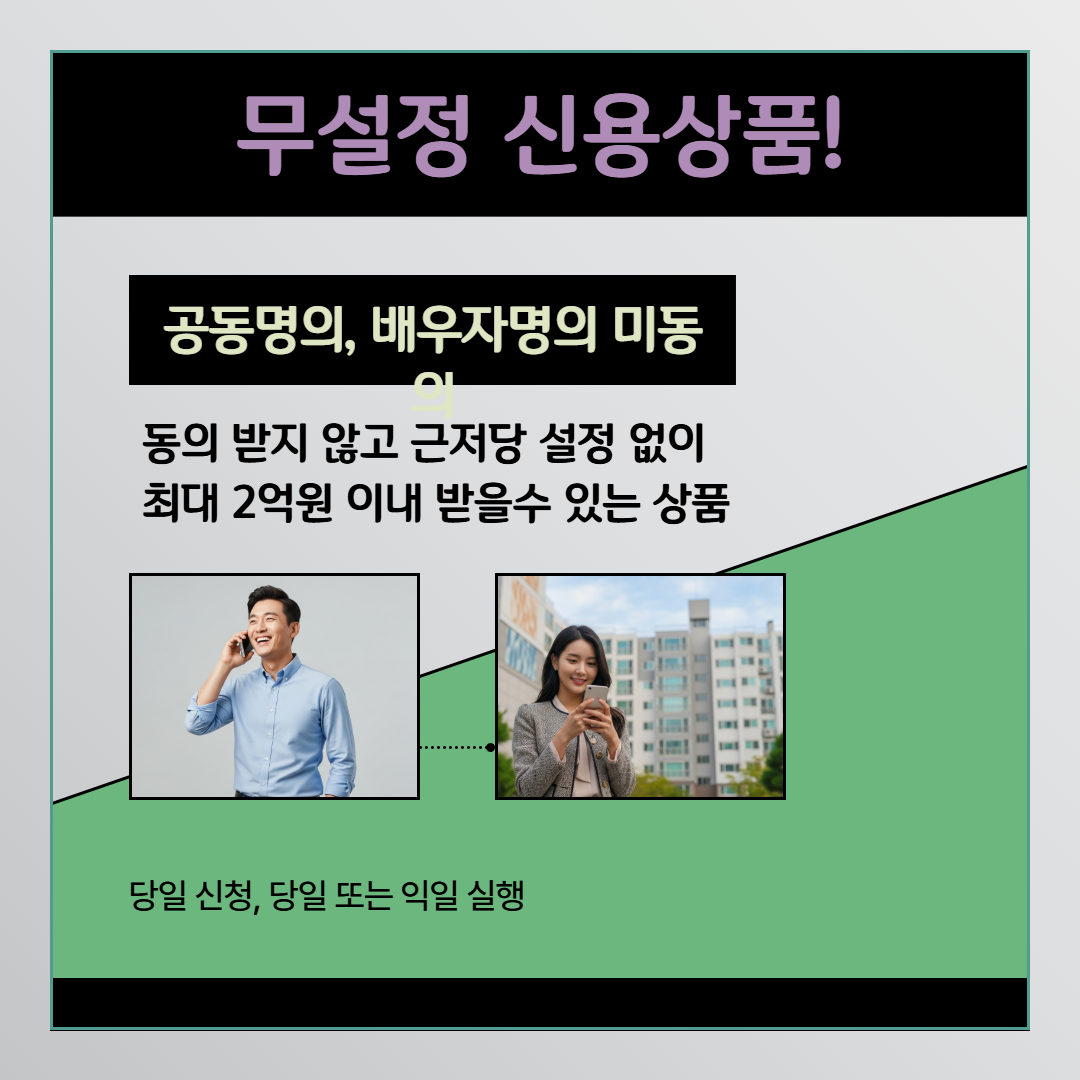 무설정 신용상품!
공동명의, 배우자명의 미동
의
동의 받지 않고 근저당 설정 없이
최대 2억원 이내 받을수 있는 상품
당일 신청, 당일 또는 익일 실행